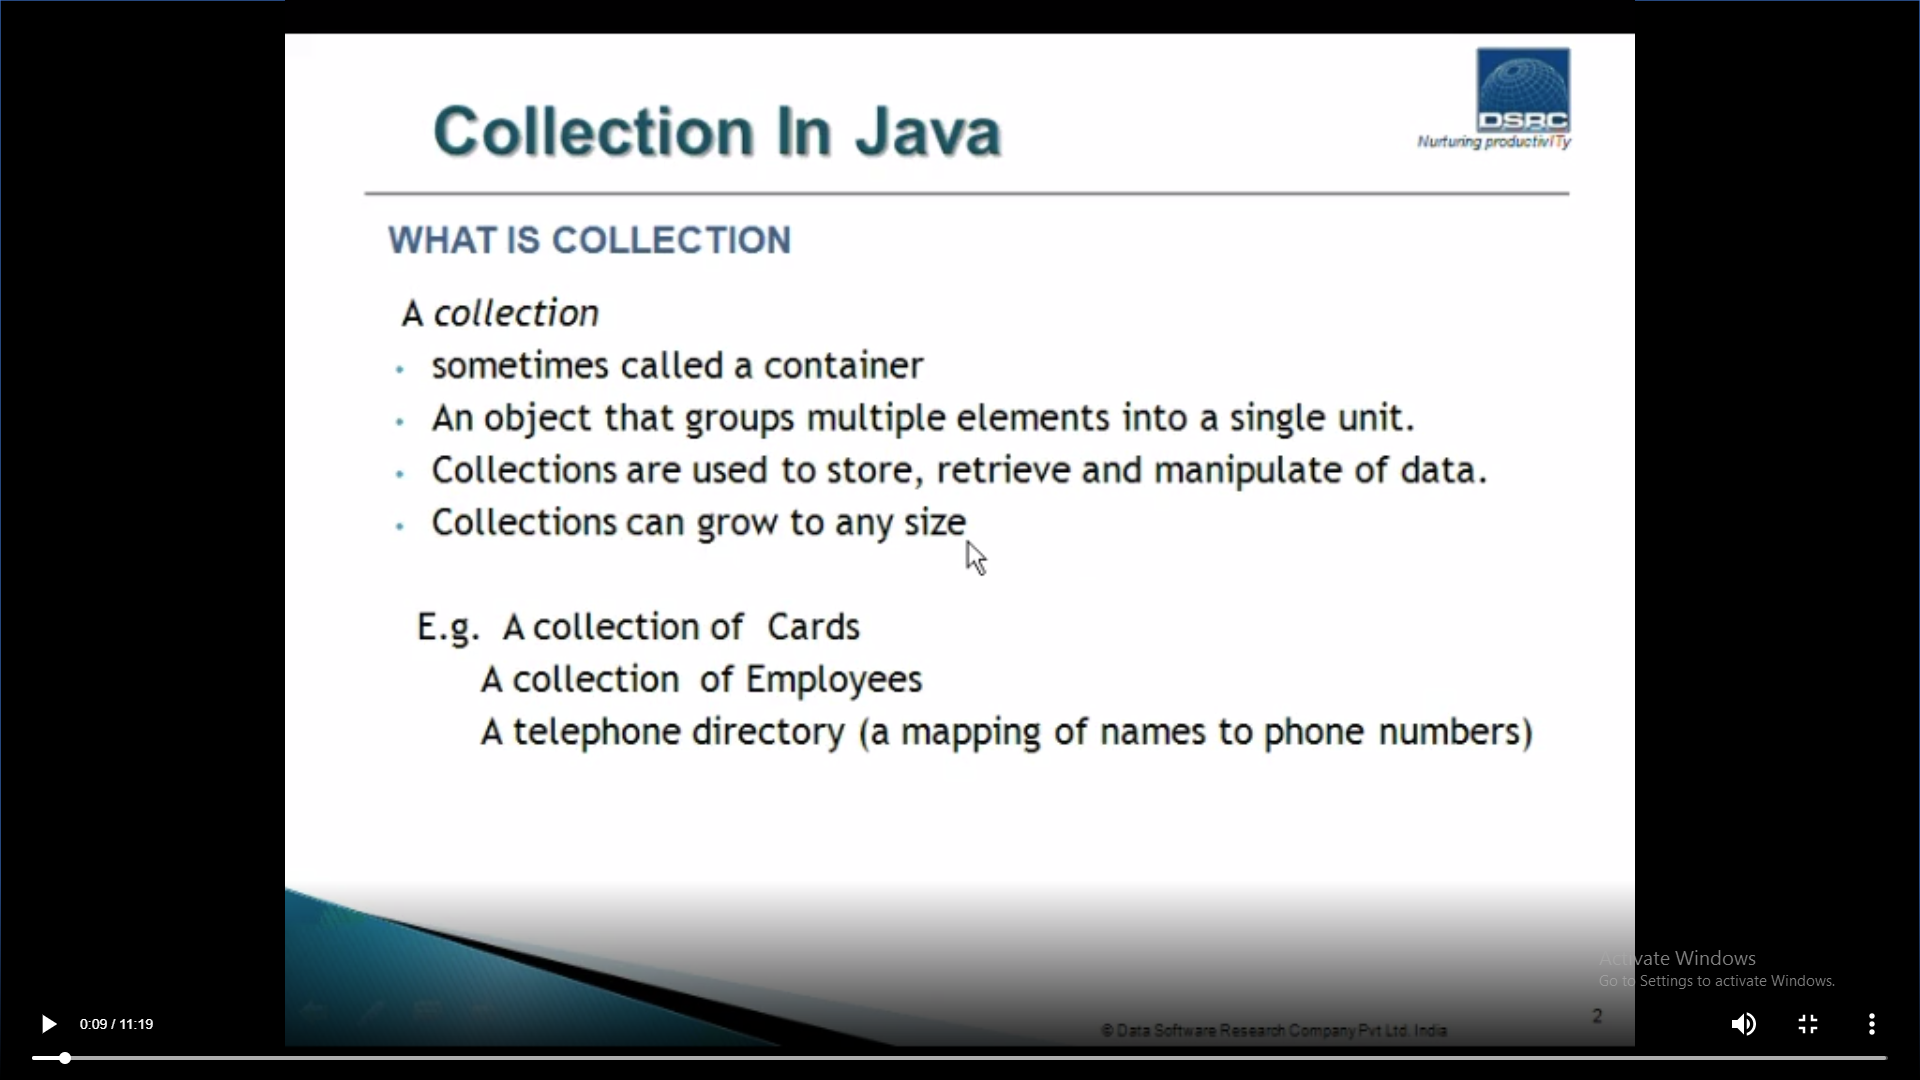 Collection In Java
DSRC
Nurturing productivITy
WHAT IS COLLECTION
A collection
• sometimes called a container
• An object that groups multiple elements into a single unit.
• Collections are used to store, retrieve and manipulate of data.
• Collections can grow to any size
E.g. A collection of Cards
A collection of Employees
A telephone directory (a mapping of names to phone numbers)
Activate Windows
Go to Settings to activate Windows.
2
0:09 / 11:19
© Data Software Research Company Pvt Ltd. India